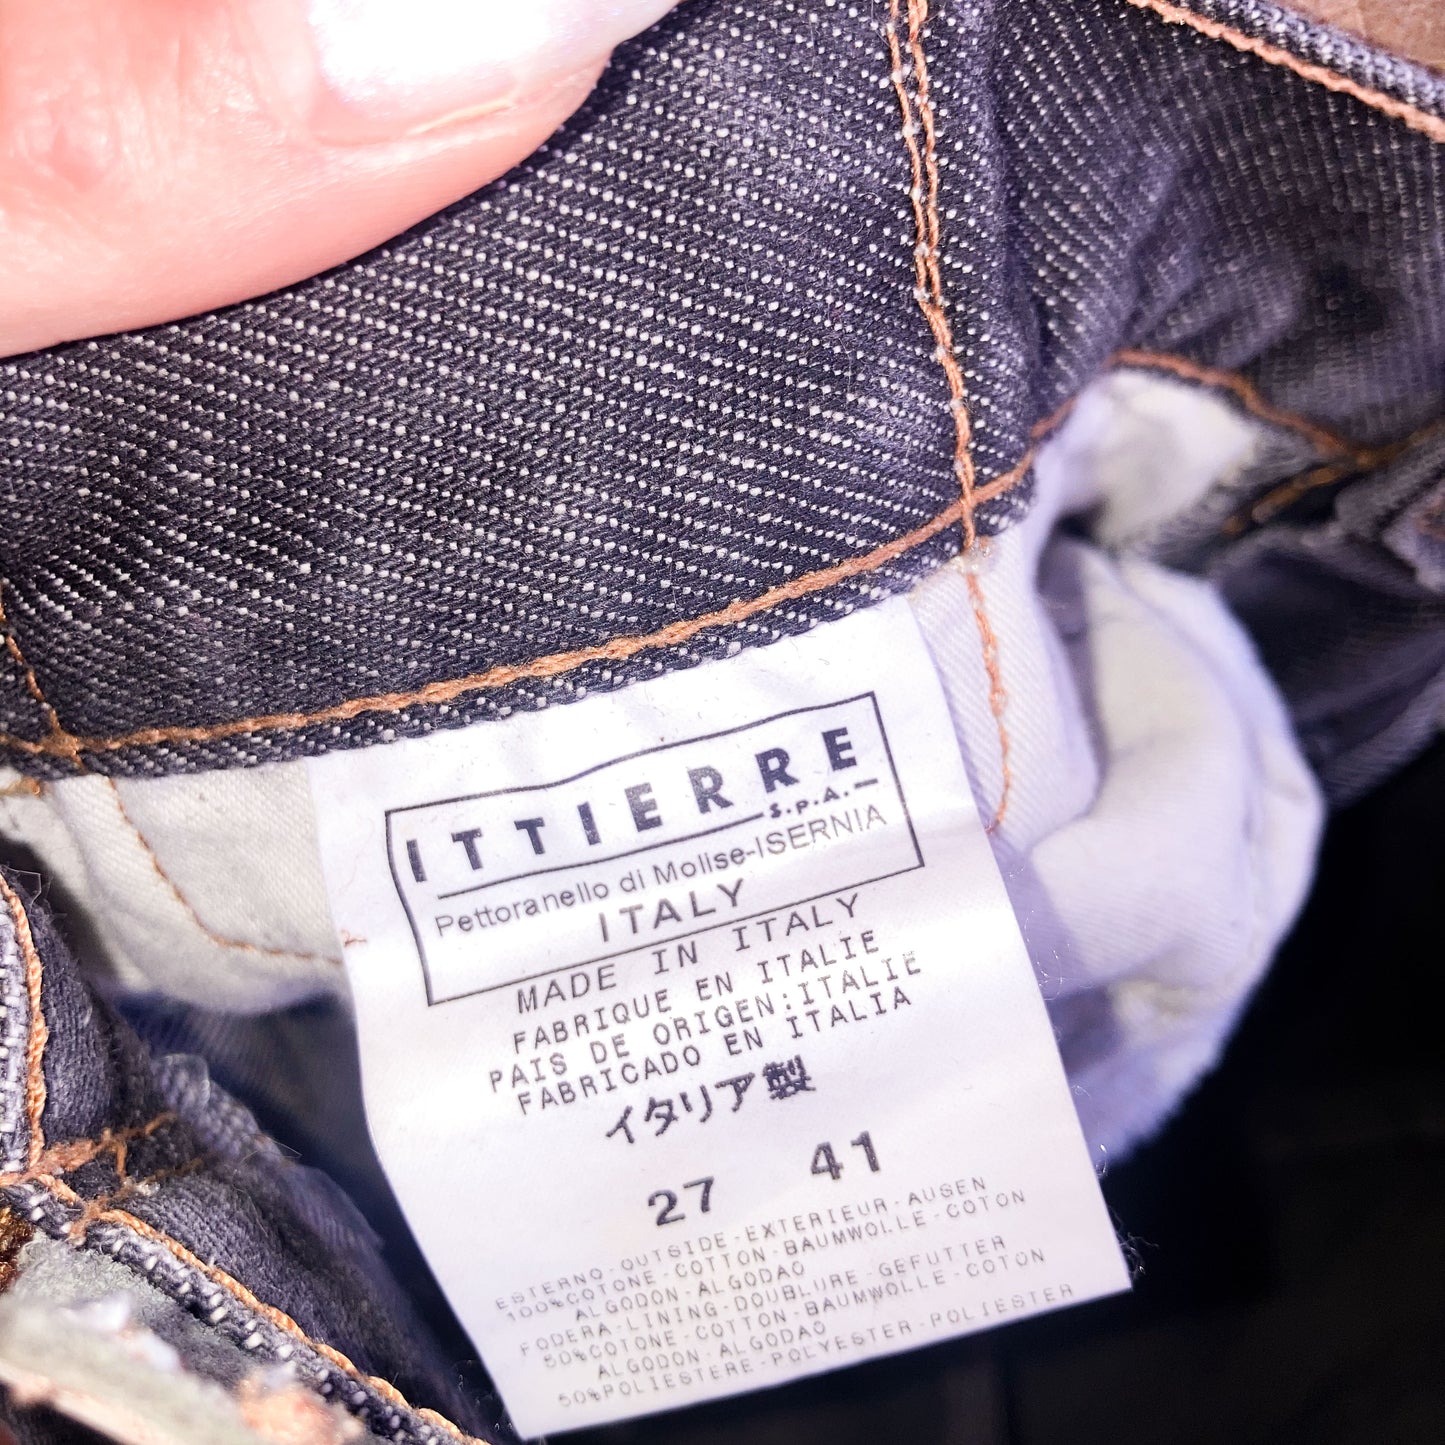 ITTIERRE
S.P.A.
Pettoranello di Molise-ISERNIA
ITALY
MADE IN ITALY
FABRIQUE EN ITALIE
PAIS DE ORIGEN:ITALIE
FABRICADO EN ITALIA
イタリア製
27 41
ESTERNO-OUTSIDE-EXTERIEUR-AUSEN
100%COTONE-COTTON-BAUMWOLLE-COTON
ALGODON-ALGODAO
FODERA-LINING-DOUBLURE-GEFUTTER
50%COTONE-COTTON-BAUMWOLLE-COTON
ALGODON-ALGODAO
50%POLIESTERE-POLYESTER-POLIESTER